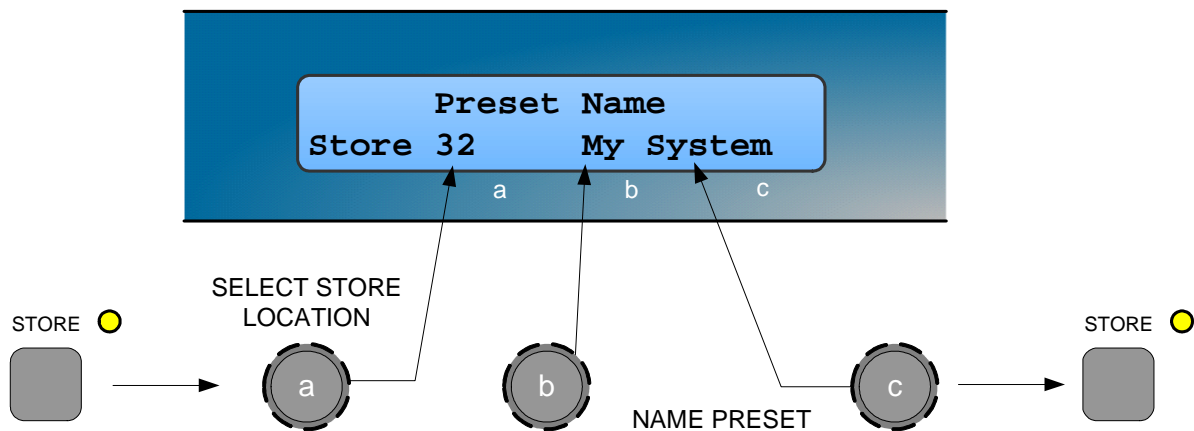 Preset Name
Store 32 My System
a b c
SELECT STORE
LOCATION
STORE
STORE
a
b
c
NAME PRESET